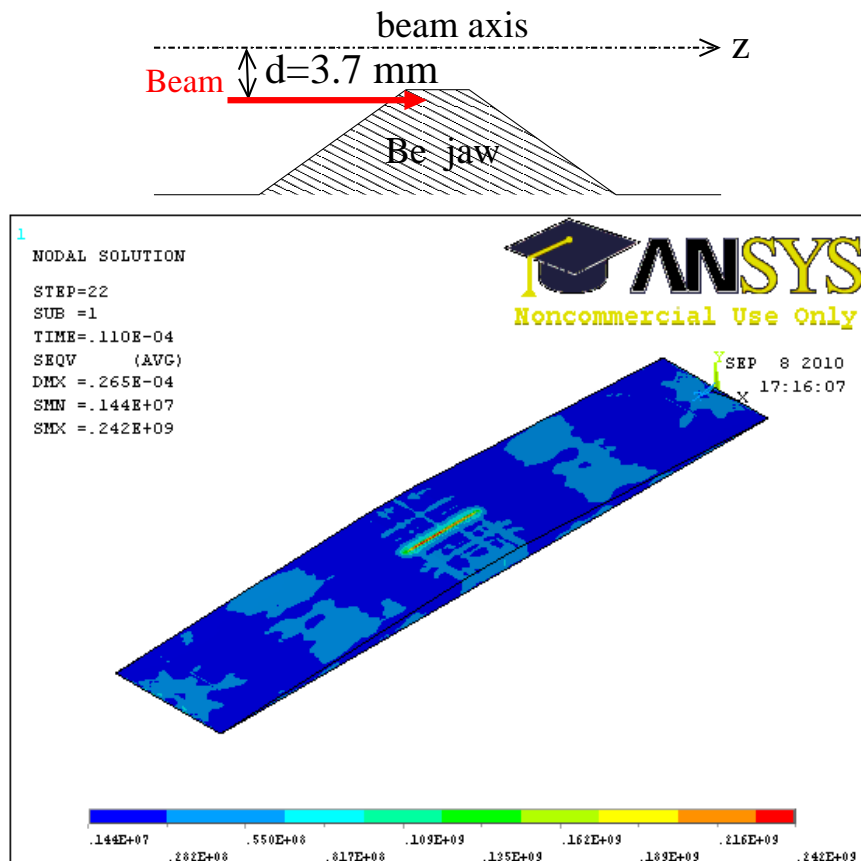 beam axis
z
d=3.7 mm
Beam
Be jaw
1
NODAL SOLUTION
ANSYS
Noncommercial Use Only
STEP=22
SUB =1
TIME=.110E-04
SEQV (AVG)
DMX =.265E-04
SMN =.144E+07
SMX =.242E+09
Y
SEP 8 2010
X
17:16:07
.144E+07 .550E+08 .109E+09 .162E+09 .216E+09
.282E+08 .817E+08 .135E+09 .189E+09 .242E+09